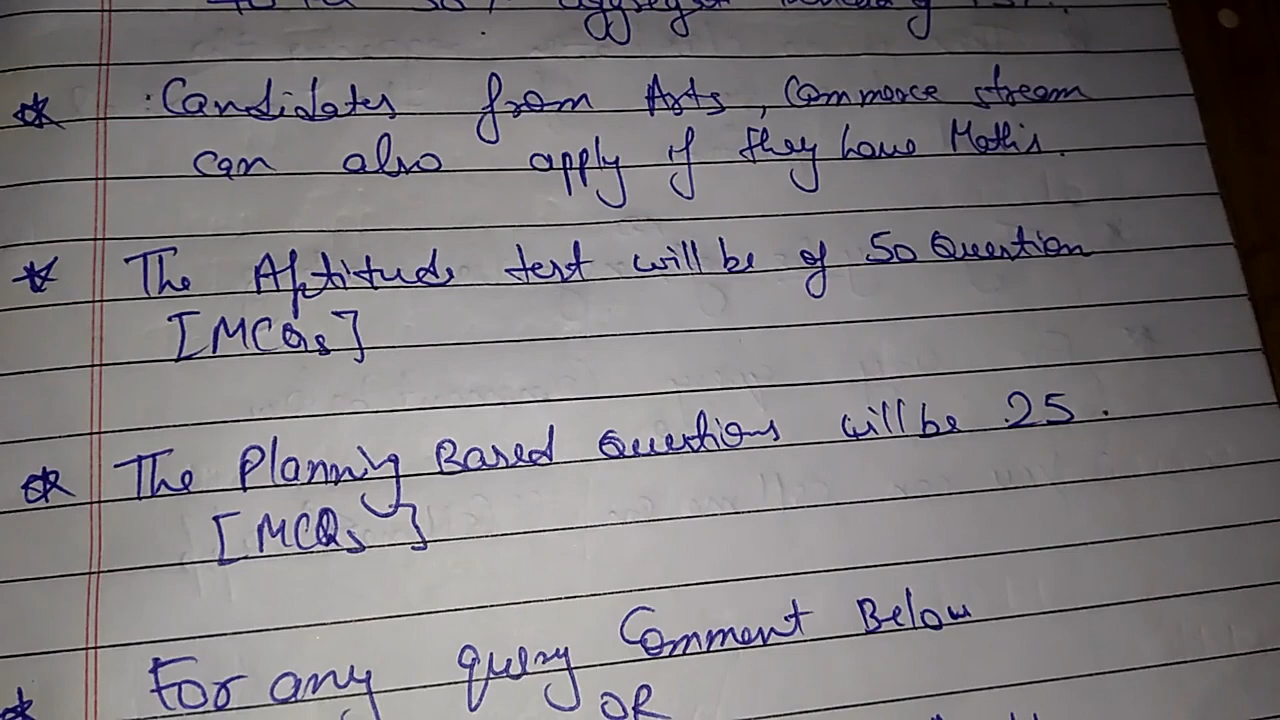 Candidates from Arts, Commerce stream
can also apply if they have Maths.
The Aptitude test will be of 50 Question
[MCQs]
The Planning Based Questions will be 25.
[MCQs]
For any query Comment Below
OR